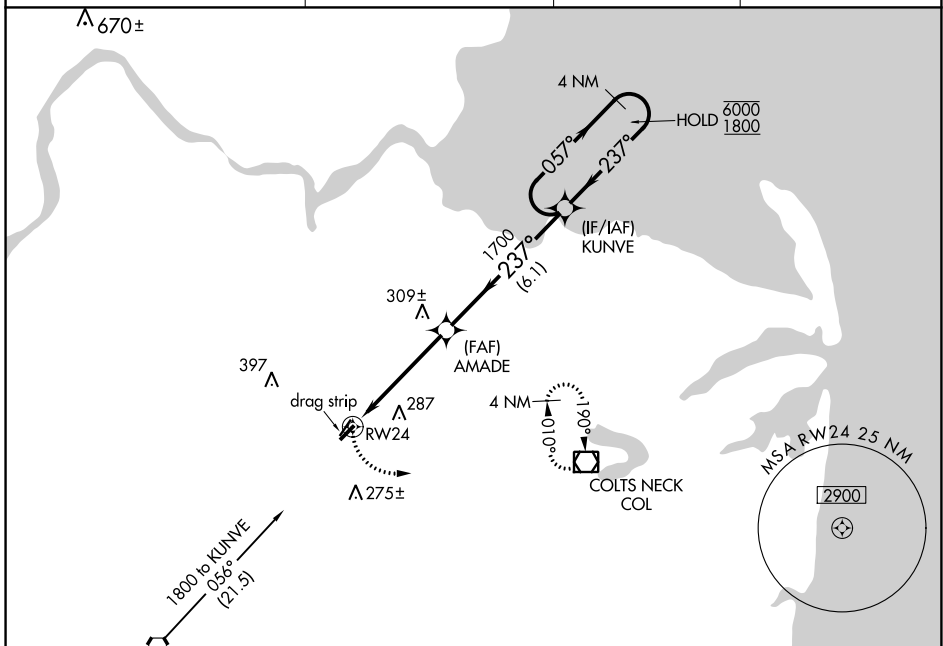 670±
4 NM
HOLD 6000
1800
057°
237°
(IF/IAF)
KUNVE
1700
237°
(6.1)
309±
(FAF)
AMADE
397
drag strip
287
RW24
4 NM
190°
010°
275±
COLTS NECK
COL
MSA RW24 25 NM
2900
1800 to KUNVE
056°
(21.5)